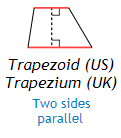 Trapezoid (US)
Trapezium (UK)
Two sides
parallel